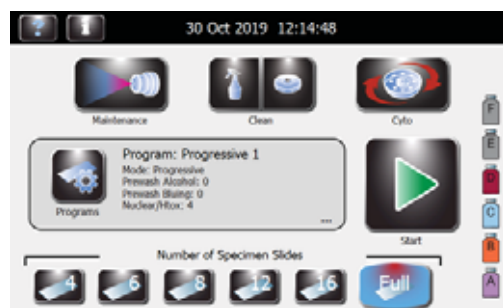 ? i 30 Oct 2019 12:14:48
Maintenance Clean Cyto
Program: Progressive 1
Mode: Progressive
Prewash Alcohol: 0
Prewash Bluing: 0
Nuclear/Htox: 4
...
Programs
Start
Number of Specimen Slides
4 6 8 12 16 Full
F
E
D
C
B
A